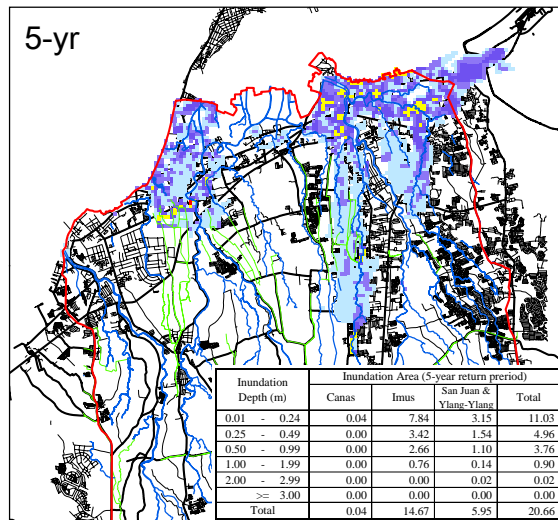 5-yr
Inundation Depth (m) Inundation Area (5-year return preriod)
Canas Imus San Juan & Ylang-Ylang Total
0.01 0.24 0.04 7.84 3.15 11.03
0.25 - 0.49 0.00 3.42 1.54 4.96
0.50 - 0.99 0.00 2.66 1.10 3.76
1.00 - 1.99 0.00 0.76 0.14 0.90
2.00 - 2.99 0.00 0.00 0.02 0.02
>= 3.00 0.00 0.00 0.00 0.00
Total 0.04 14.67 5.95 20.66